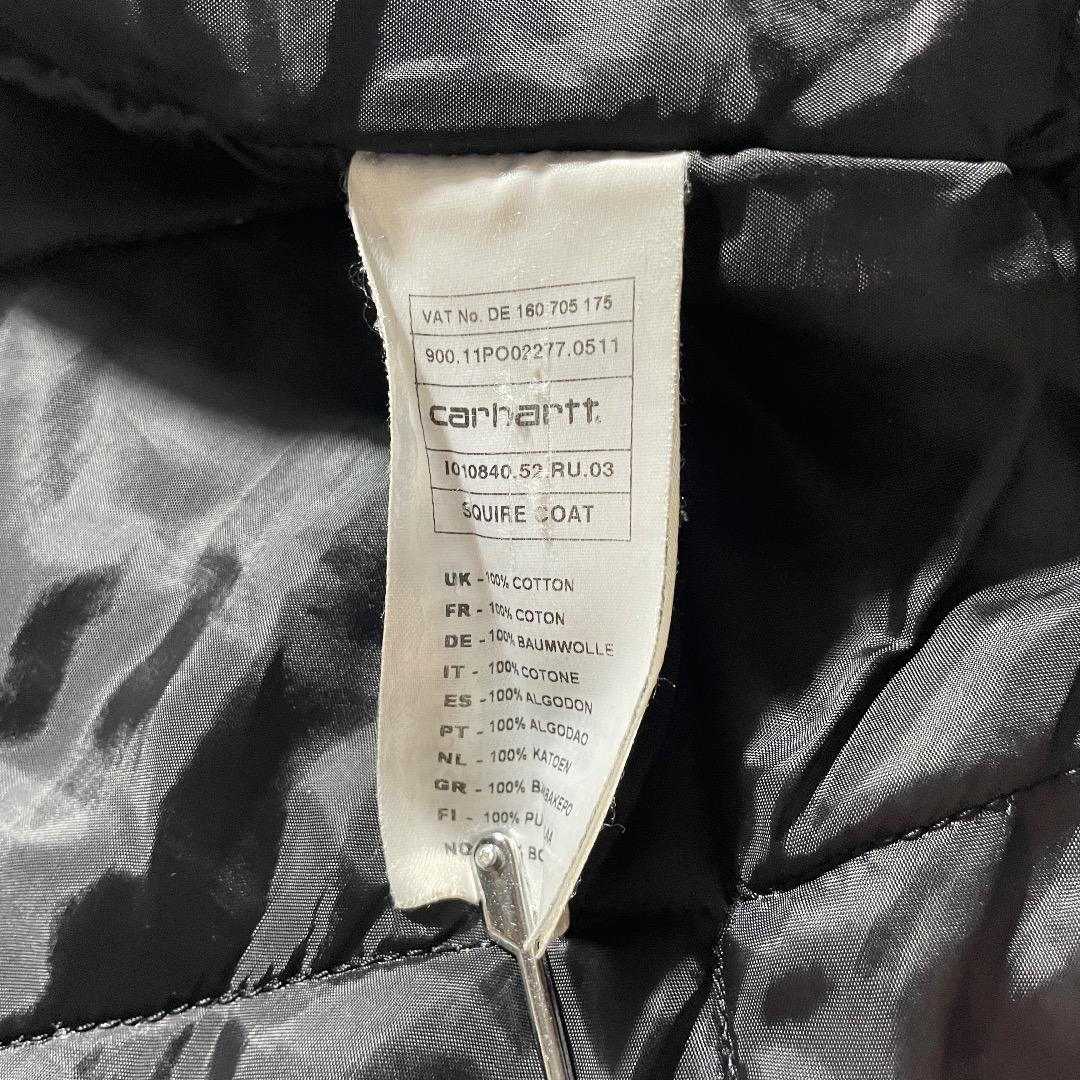 VAT No. DE 160 705 175
900.11PO02277.0511
carhartt
I010840.52.RU.03
SQUIRE COAT
UK - 100% COTTON
FR - 100% COTON
DE - 100% BAUMWOLLE
IT - 100% COTONE
ES - 100% ALGODON
PT - 100% ALGODAO
NL - 100% KATOEN
GR - 100%
FI - 100%
NO